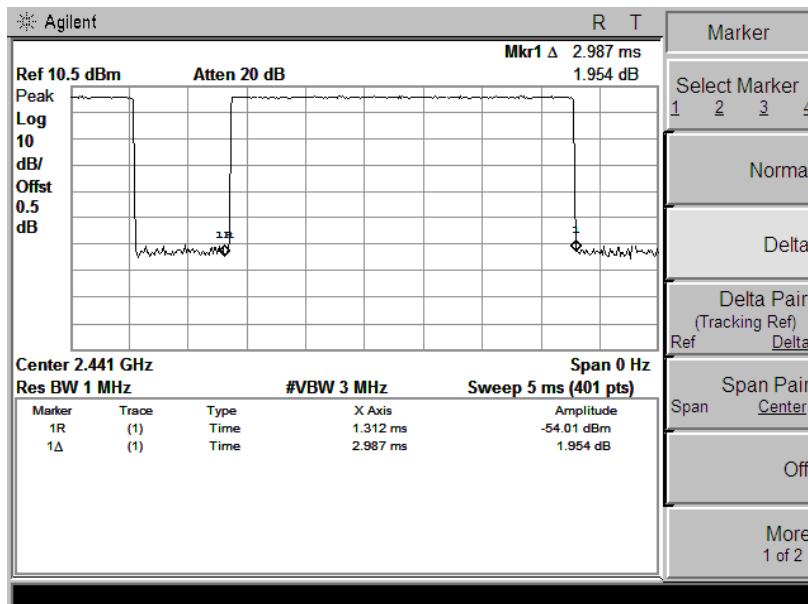 Agilent R T
Mkr1 Δ 2.987 ms
Ref 10.5 dBm Atten 20 dB 1.954 dB
Peak
Log
10
dB/
Offst
0.5
dB
1R
1
Center 2.441 GHz Span 0 Hz
Res BW 1 MHz #VBW 3 MHz Sweep 5 ms (401 pts)
Marker Trace Type X Axis Amplitude
1R (1) Time 1.312 ms -54.01 dBm
1Δ (1) Time 2.987 ms 1.954 dB
Marker
Select Marker
1 2 3 4
Norma
Delta
Delta Pair
(Tracking Ref)
Ref Delta
Span Pair
Span Center
Off
More
1 of 2